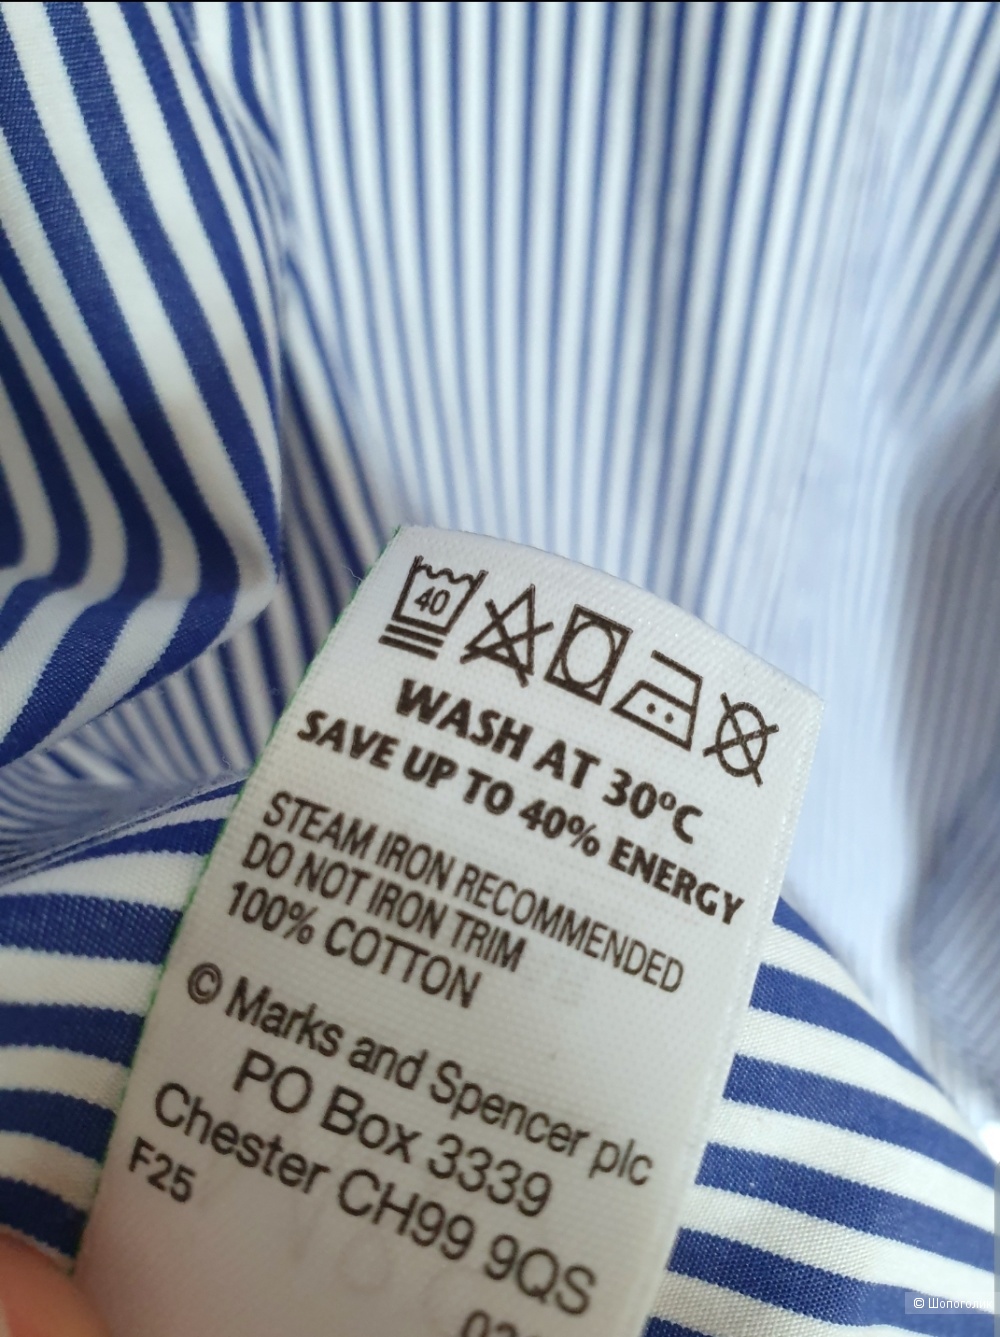 40
WASH AT 30ºC
SAVE UP TO 40% ENERGY
STEAM IRON RECOMMENDED
DO NOT IRON TRIM
100% COTTON
© Marks and Spencer plc
PO Box 3339
Chester CH99 9QS
F25
© Шопоголик